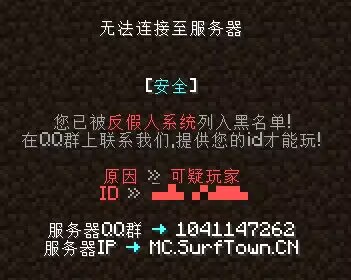 无法连接至服务器
[安全]
您已被反假人系统列入黑名单!
在QQ群上联系我们,提供您的id才能玩!
原因 » 可疑玩家
ID »
服务器QQ群 → 1041147262
服务器IP → MC.SurfTown.CN